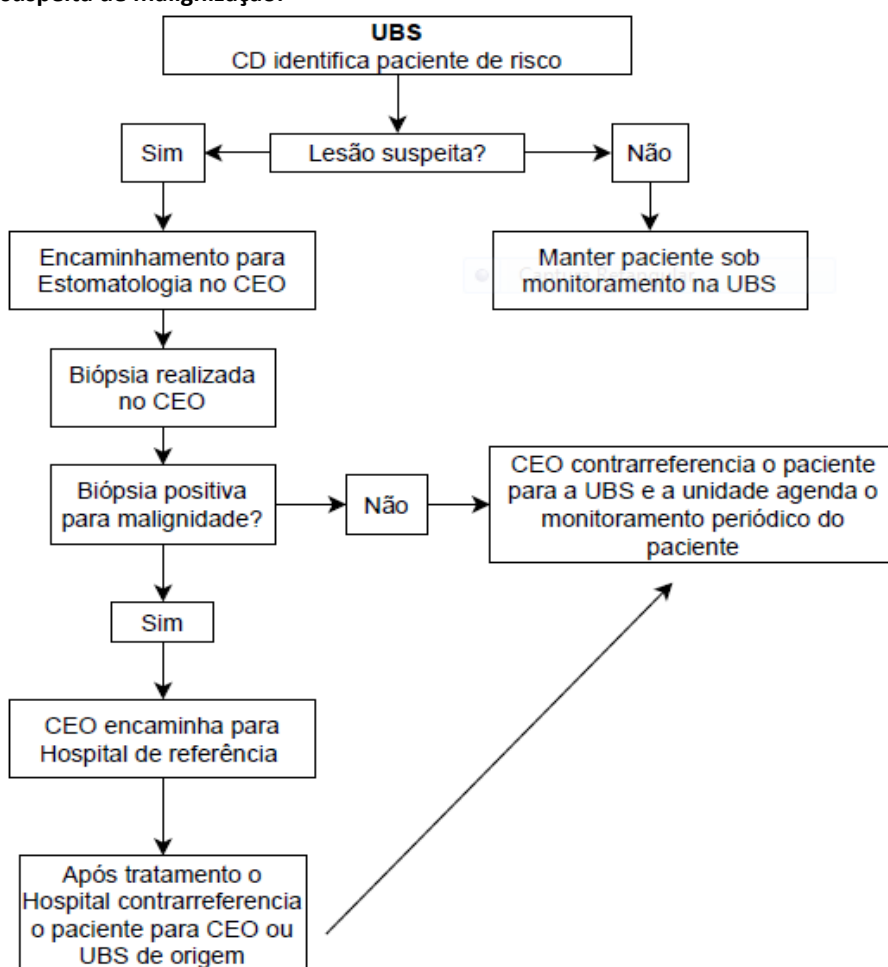 suspeita de malignização.
UBS
CD identifica paciente de risco
Sim
Lesão suspeita?
Não
Encaminhamento para
Estomatologia no CEO
Manter paciente sob
monitoramento na UBS
Captura Retangular
Biópsia realizada
no CEO
Biópsia positiva
para malignidade?
Não
CEO contrarreferencia o paciente
para a UBS e a unidade agenda o
monitoramento periódico do
paciente
Sim
CEO encaminha para
Hospital de referência
Após tratamento o
Hospital contrarreferencia
o paciente para CEO ou
UBS de origem